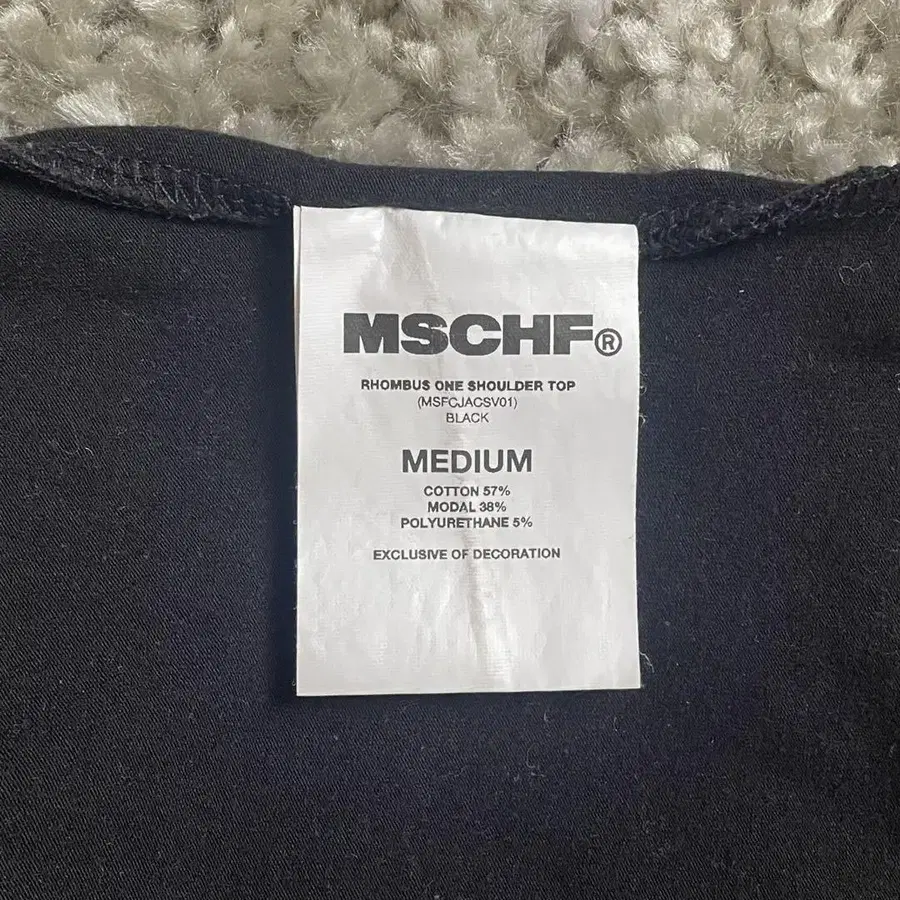 MSCHF®
RHOMBUS ONE SHOULDER TOP
(MSFCJACSV01)
BLACK
MEDIUM
COTTON 57%
MODAL 38%
POLYURETHANE 5%
EXCLUSIVE OF DECORATION